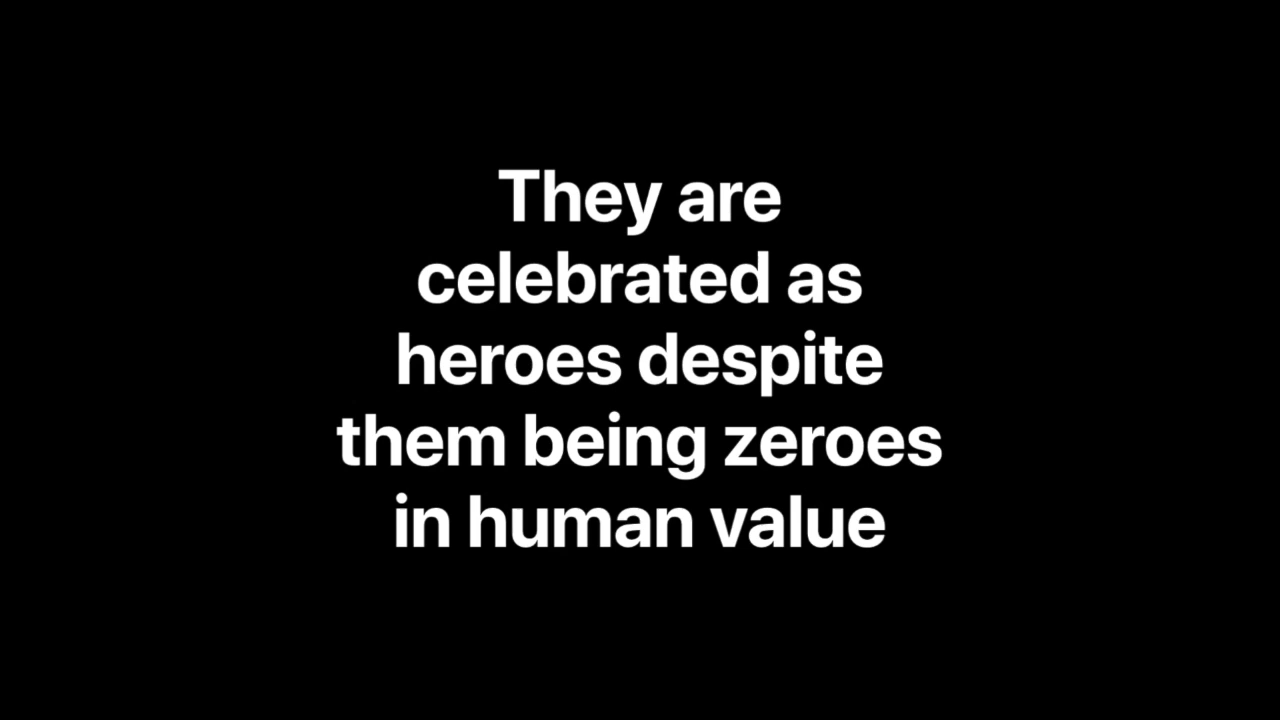 They are
celebrated as
heroes despite
them being zeroes
in human value